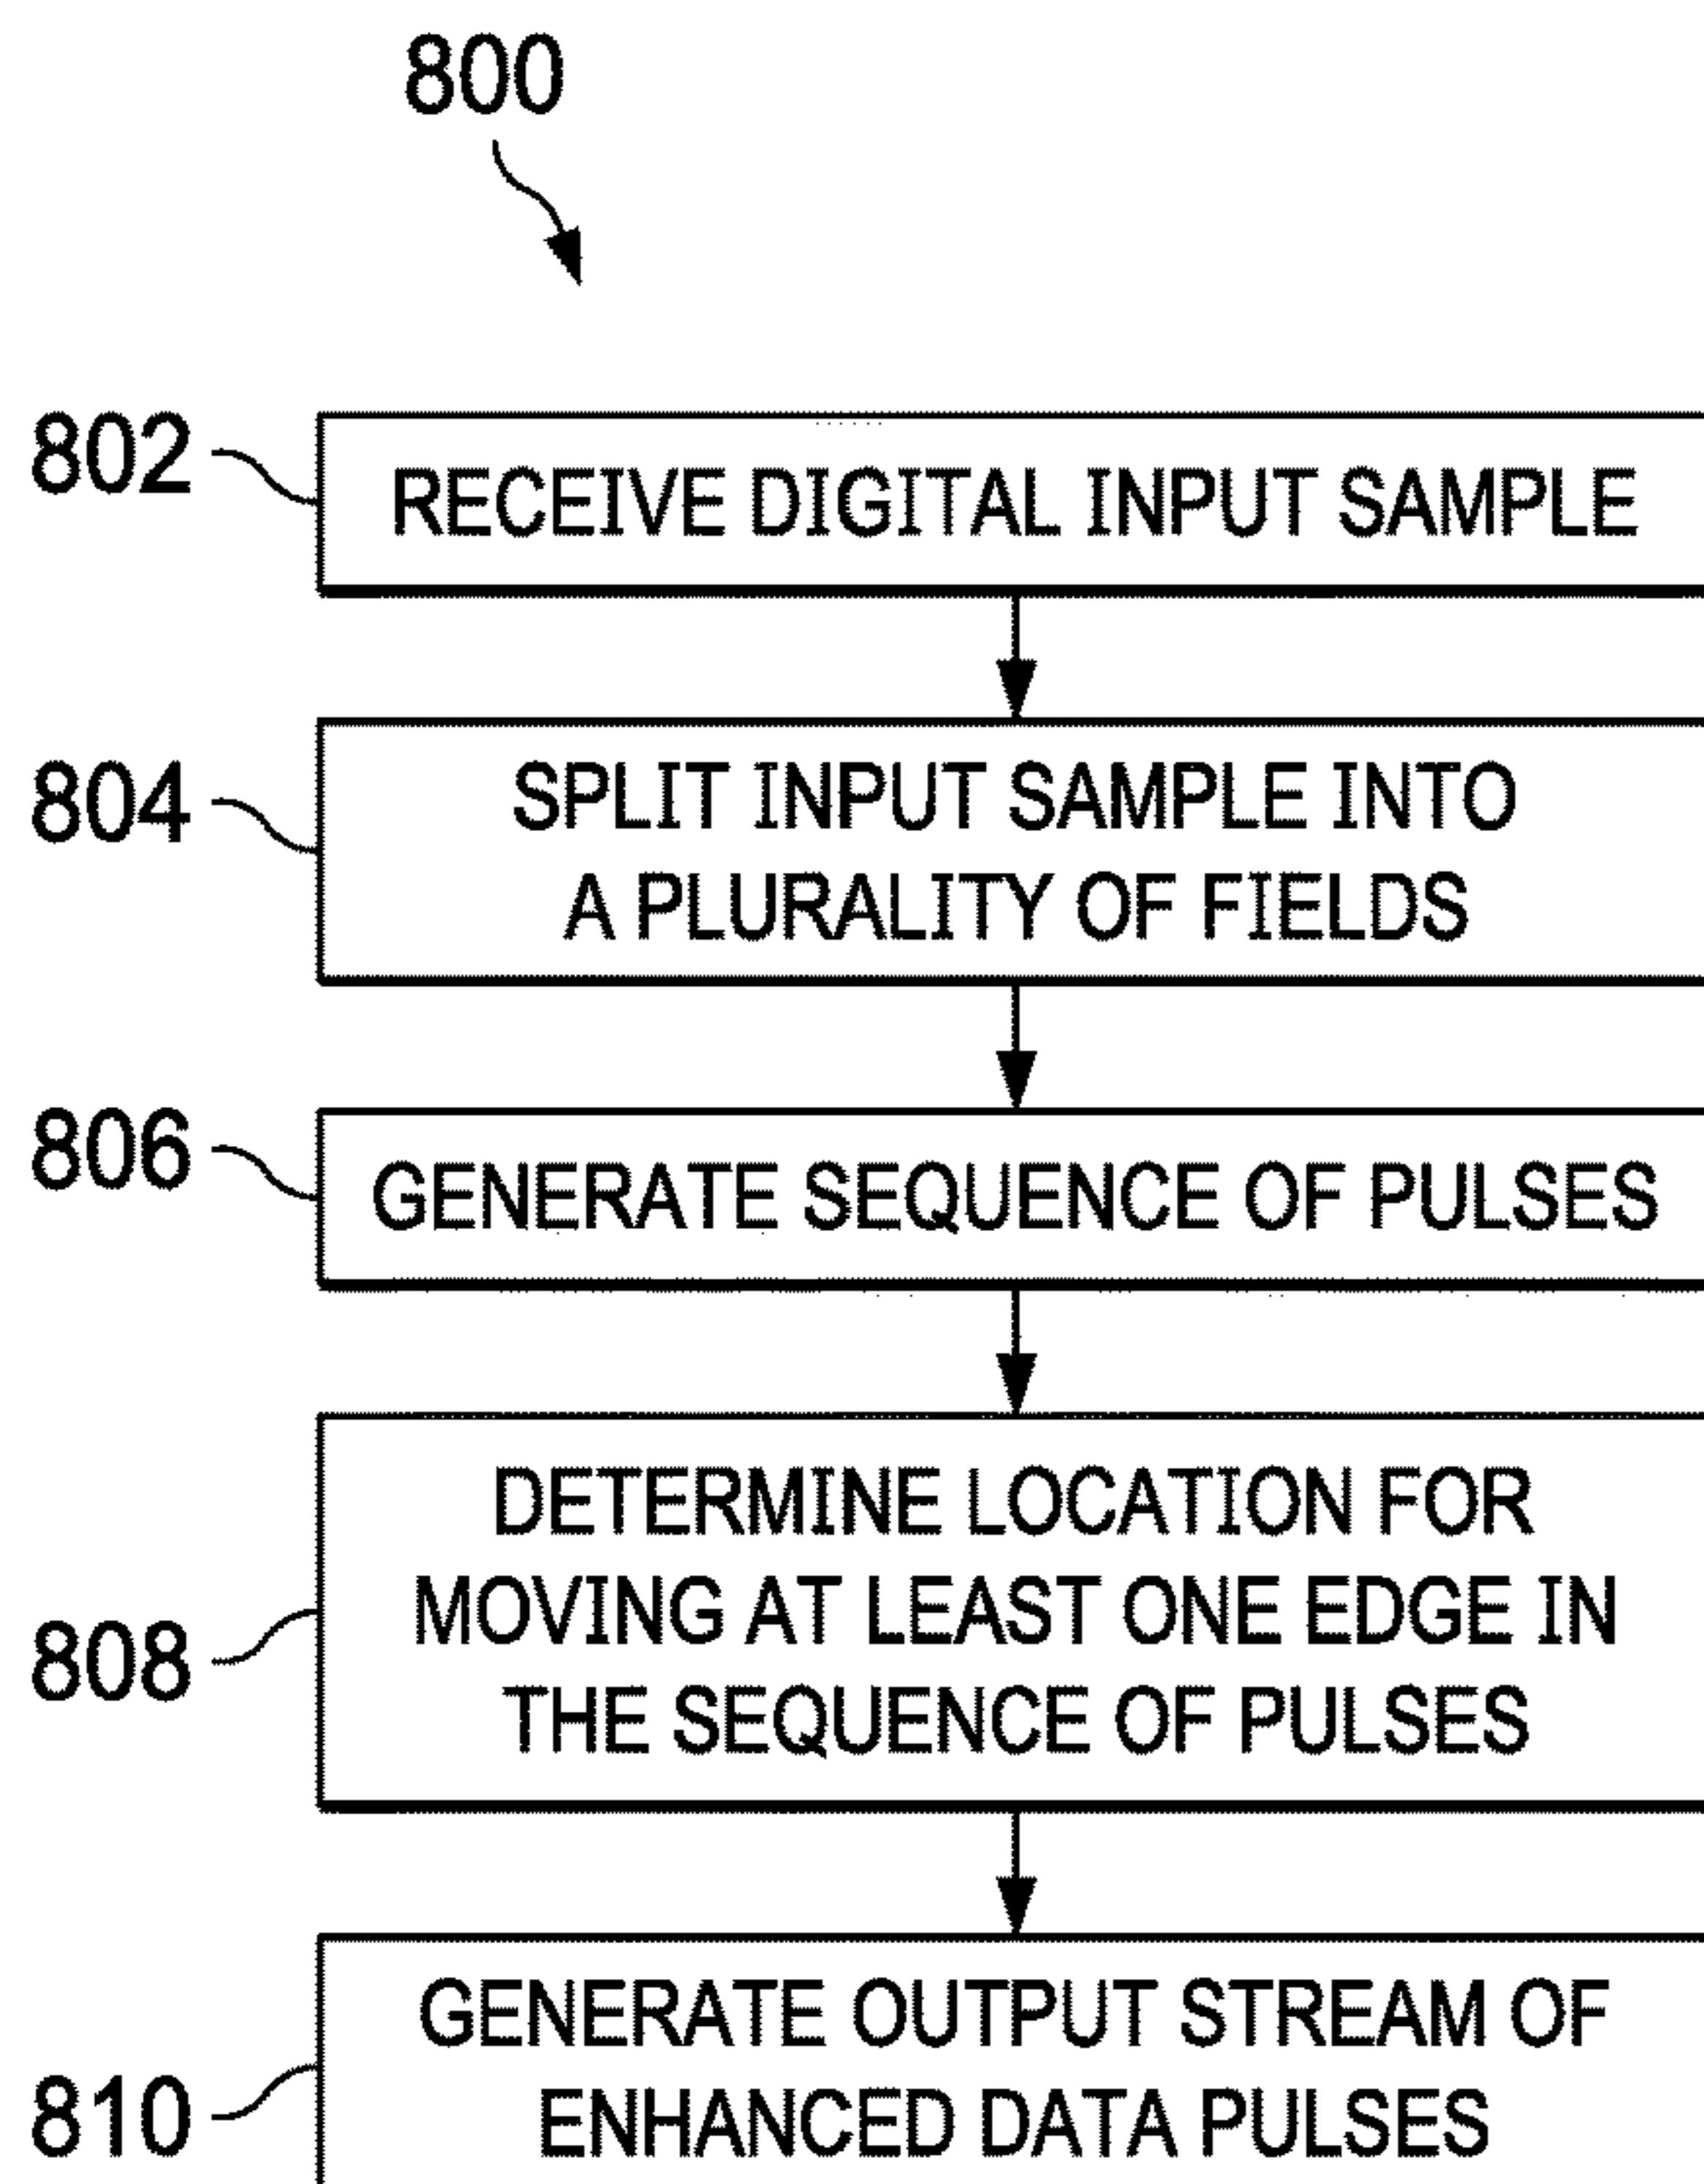 800
802
RECEIVE DIGITAL INPUT SAMPLE
804
SPLIT INPUT SAMPLE INTO
A PLURALITY OF FIELDS
806
GENERATE SEQUENCE OF PULSES
808
DETERMINE LOCATION FOR
MOVING AT LEAST ONE EDGE IN
THE SEQUENCE OF PULSES
810
GENERATE OUTPUT STREAM OF
ENHANCED DATA PULSES